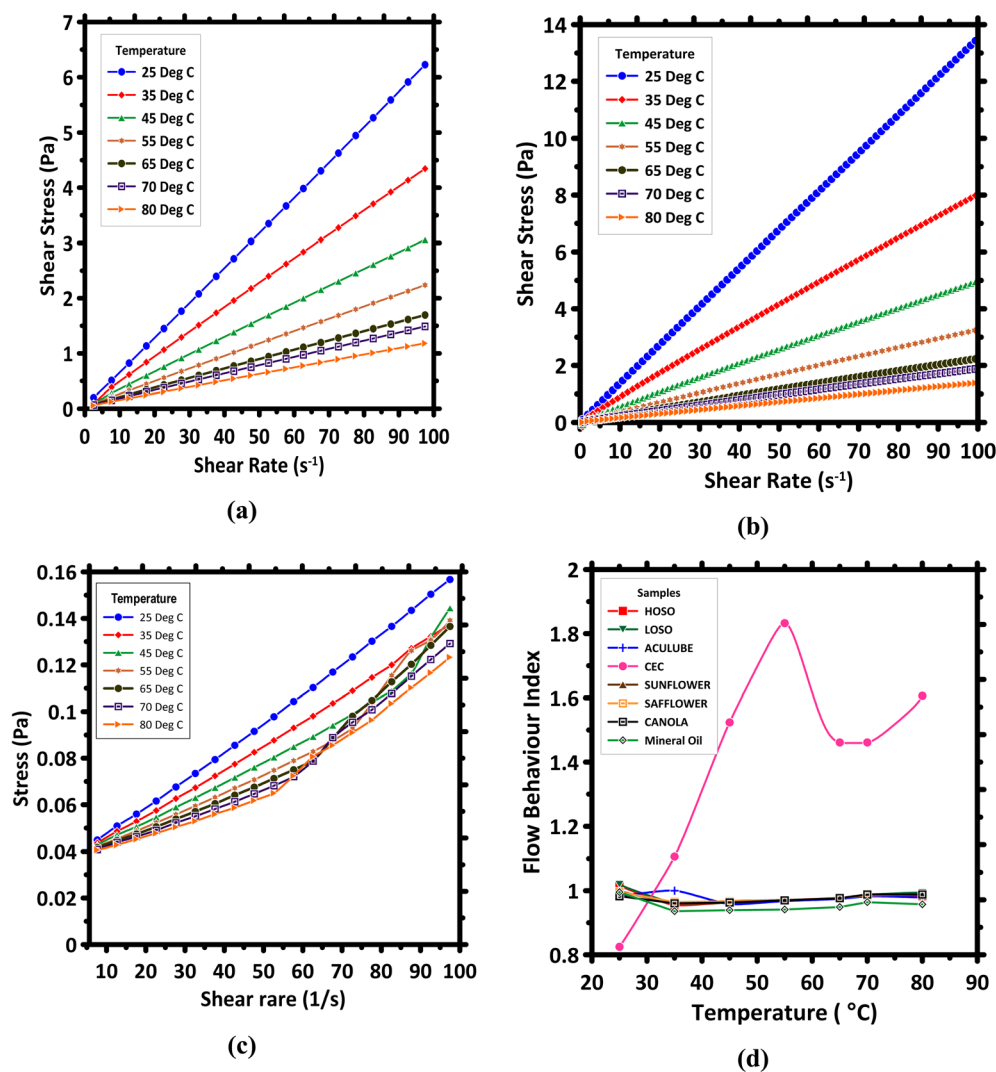 7
6
5
4
3
2
1
0
Shear Stress (Pa)
Temperature
25 Deg C
35 Deg C
45 Deg C
55 Deg C
65 Deg C
70 Deg C
80 Deg C
0 10 20 30 40 50 60 70 80 90 100
Shear Rate (s⁻¹)
(a)
14
12
10
8
6
4
2
0
Shear Stress (Pa)
Temperature
25 Deg C
35 Deg C
45 Deg C
55 Deg C
65 Deg C
70 Deg C
80 Deg C
0 10 20 30 40 50 60 70 80 90 100
Shear Rate (s⁻¹)
(b)
0.16
0.14
0.12
0.1
0.08
0.06
0.04
0.02
0
Stress (Pa)
Temperature
25 Deg C
35 Deg C
45 Deg C
55 Deg C
65 Deg C
70 Deg C
80 Deg C
10 20 30 40 50 60 70 80 90 100
Shear rare (1/s)
(c)
2
1.8
1.6
1.4
1.2
1
0.8
Flow Behaviour Index
Samples
HOSO
LOSO
ACULUBE
CEC
SUNFLOWER
SAFFLOWER
CANOLA
Mineral Oil
20 30 40 50 60 70 80 90
Temperature ( °C)
(d)